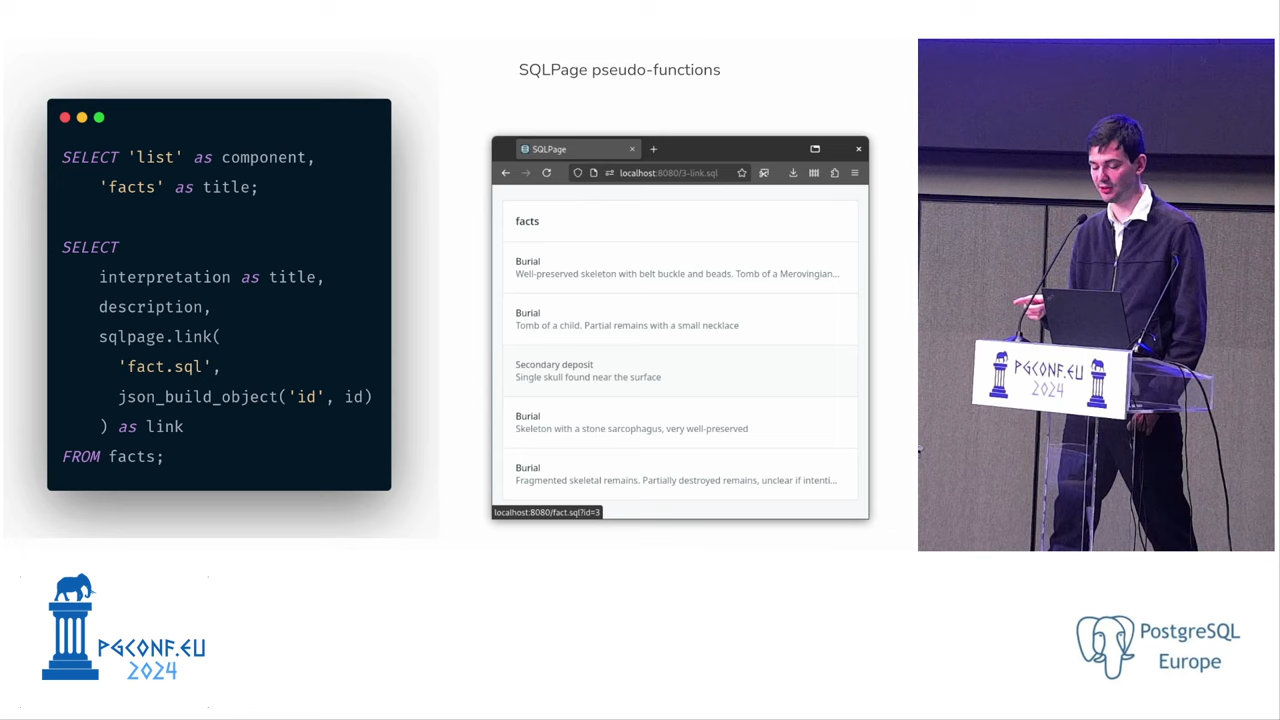 SQLPage pseudo-functions
SELECT 'list' as component,
'facts' as title;
SELECT
interpretation as title,
description,
sqlpage.link(
'fact.sql',
json_build_object('id', id)
) as link
FROM facts;
SQLPage
localhost:8080/3-link.sql
facts
Burial
Well-preserved skeleton with belt buckle and beads. Tomb of a Merovingian...
Burial
Tomb of a child. Partial remains with a small necklace
Secondary deposit
Single skull found near the surface
Burial
Skeleton with a stone sarcophagus, very well-preserved
Burial
Fragmented skeletal remains. Partially destroyed remains, unclear if intenti...
localhost:8080/fact.sql?id=3
PGCONF.EU
2024
PGCONF.EU
2024
PostgreSQL
Europe